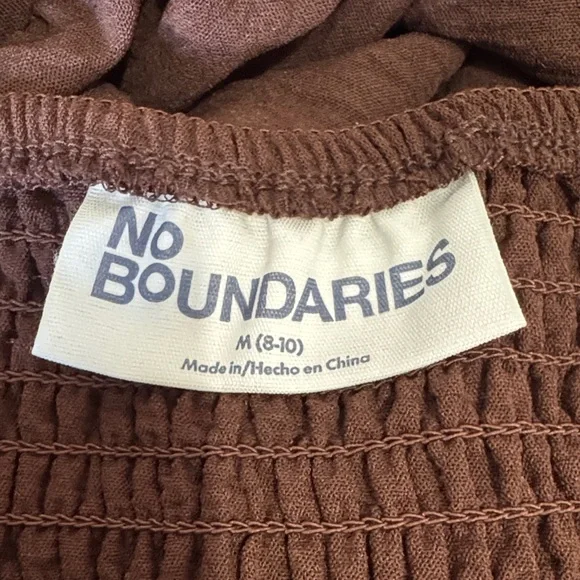 NO
BOUNDARIES
M (8-10)
Made in/Hecho en China